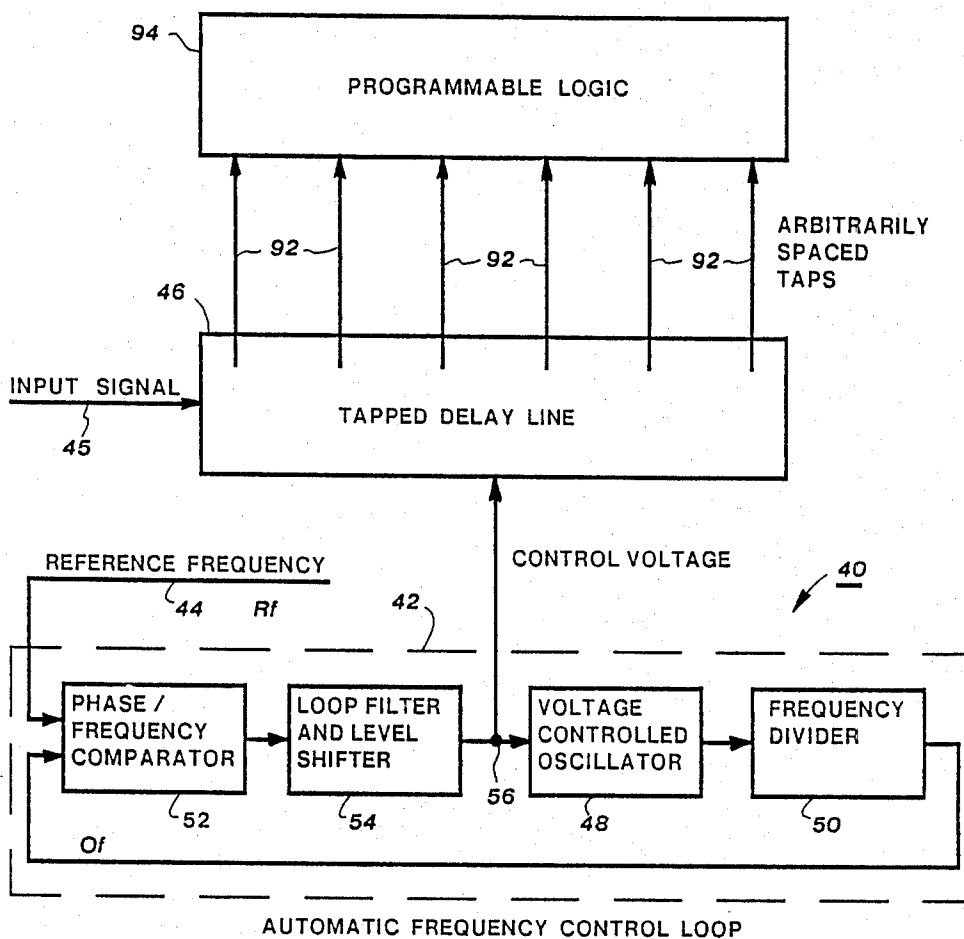 94
PROGRAMMABLE LOGIC
92
92
92
ARBITRARILY
SPACED
TAPS
46
INPUT SIGNAL
45
TAPPED DELAY LINE
CONTROL VOLTAGE
40
REFERENCE FREQUENCY
44
Rf
42
PHASE /
FREQUENCY
COMPARATOR
52
LOOP FILTER
AND LEVEL
SHIFTER
54
56
VOLTAGE
CONTROLLED
OSCILLATOR
48
FREQUENCY
DIVIDER
50
Of
AUTOMATIC FREQUENCY CONTROL LOOP